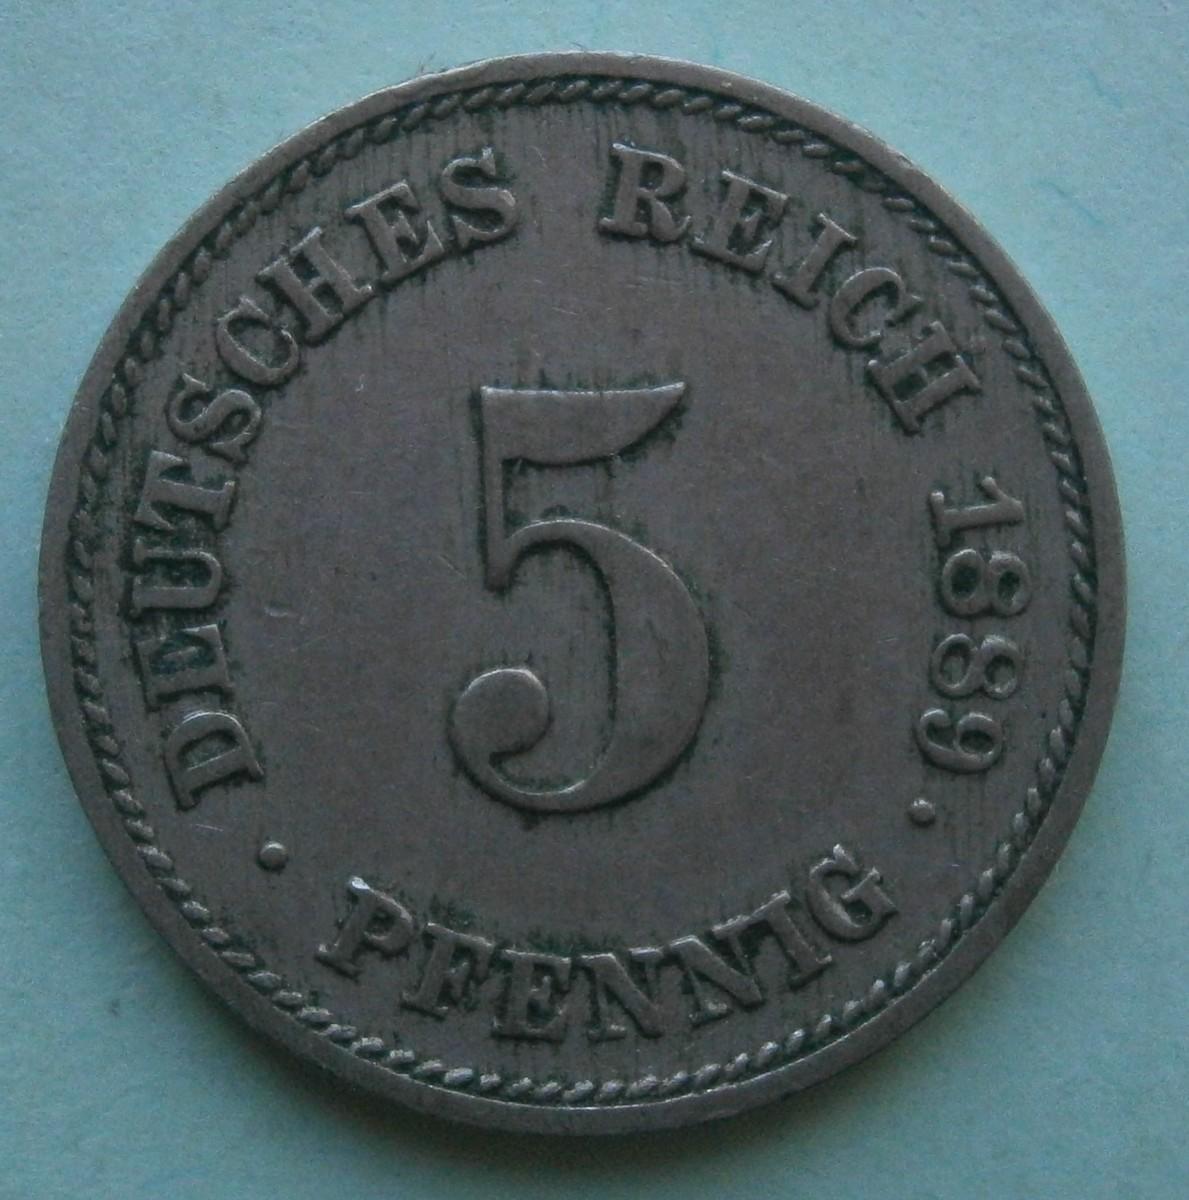 DEUTSCHES REICH 1889.
5
. PFENNIG